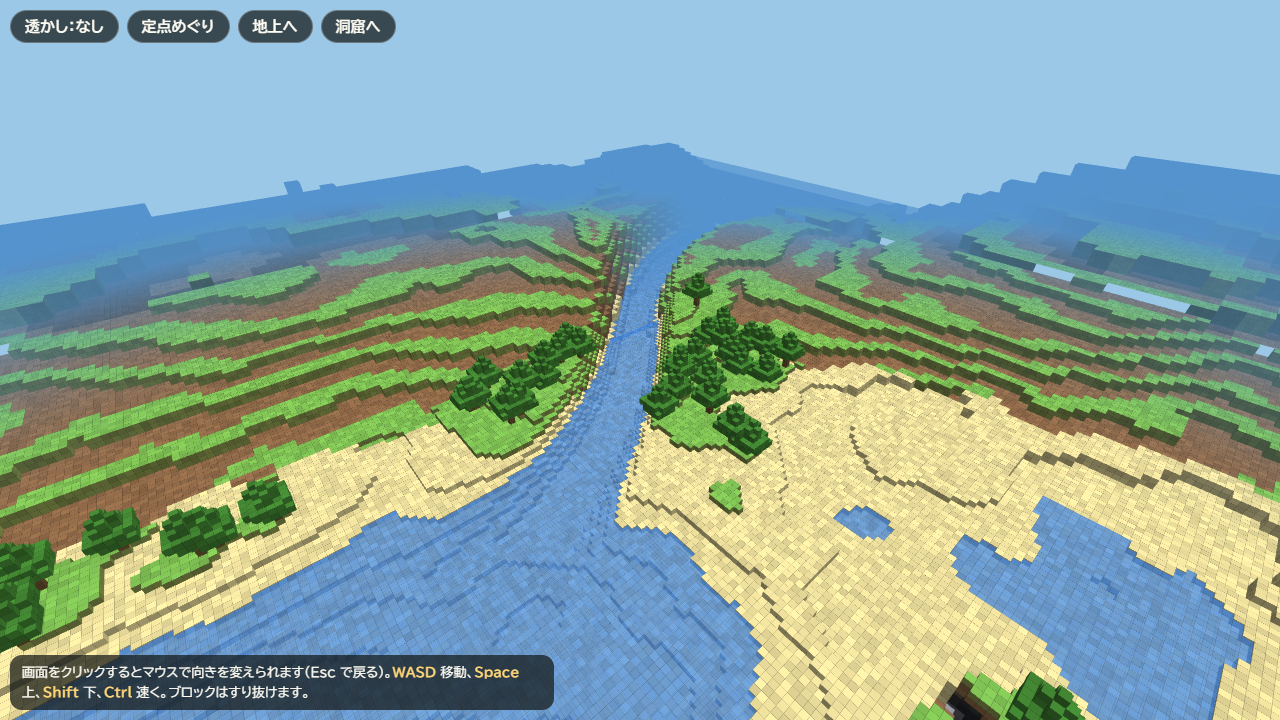 透かし：なし 定点めぐり 地上へ 洞窟へ
画面をクリックするとマウスで向きを変えられます（Esc で戻る）。WASD 移動、Space
上、Shift 下、Ctrl 速く。ブロックはすり抜けます。